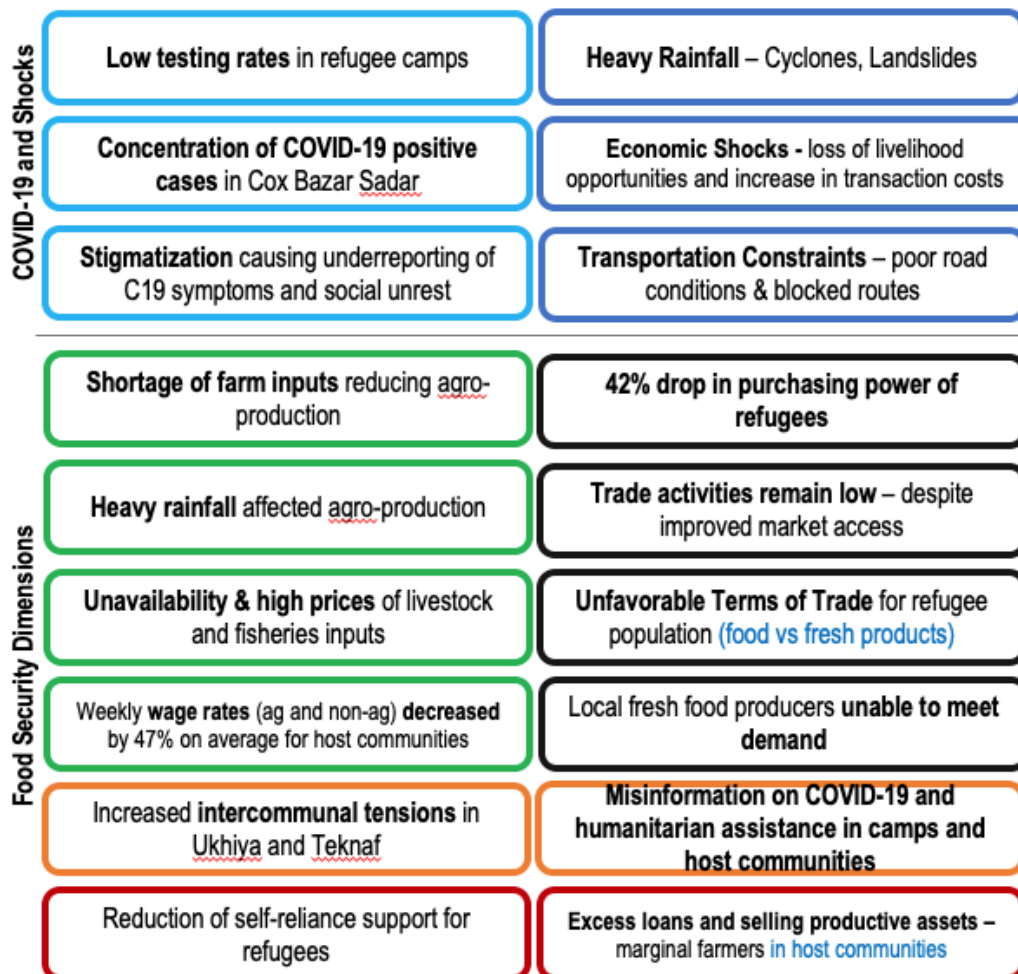 COVID-19 and Shocks
Low testing rates in refugee camps
Heavy Rainfall – Cyclones, Landslides
Concentration of COVID-19 positive
cases in Cox Bazar Sadar
Economic Shocks - loss of livelihood
opportunities and increase in transaction costs
Stigmatization causing underreporting of
C19 symptoms and social unrest
Transportation Constraints – poor road
conditions & blocked routes
Food Security Dimensions
Shortage of farm inputs reducing agro-
production
42% drop in purchasing power of
refugees
Heavy rainfall affected agro-production
Trade activities remain low – despite
improved market access
Unavailability & high prices of livestock
and fisheries inputs
Unfavorable Terms of Trade for refugee
population (food vs fresh products)
Weekly wage rates (ag and non-ag) decreased
by 47% on average for host communities
Local fresh food producers unable to meet
demand
Increased intercommunal tensions in
Ukhiya and Teknaf
Misinformation on COVID-19 and
humanitarian assistance in camps and
host communities
Reduction of self-reliance support for
refugees
Excess loans and selling productive assets –
marginal farmers in host communities